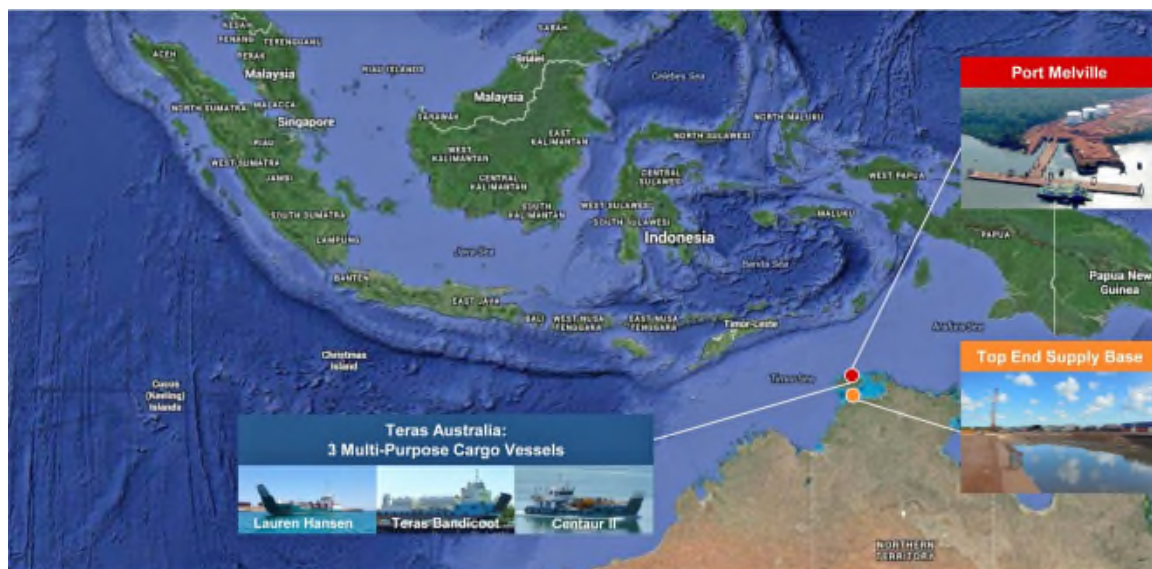 KEDAH
SABAH
PENANG
TERENGGANU
ACEH
PERAK
Brunei
Malaysia
RIAU ISLANDS
Celebes Sea
Malaysia
NORTH SUMATRA
MALACCA
SARAWAK
NORTH MALUKU
Singapore
EAST KALIMANTAN
NORTH SULAWESI
RIAU
WEST KALIMANTAN
WEST SUMATRA
CENTRAL SULAWESI
WEST PAPUA
JAMBI
CENTRAL KALIMANTAN
SOUTH KALIMANTAN
WEST SULAWESI
SOUTH SUMATRA
SOUTH SULAWESI
MALUKU
Indonesia
PAPUA
LAMPUNG
Java Sea
Banda Sea
BANTEN
Papua New Guinea
EAST JAVA
BALI
WEST NUSA TENGGARA
EAST NUSA TENGGARA
Timor-Leste
Arafura Sea
Christmas Island
Timor Sea
Cocos (Keeling) Islands
NORTHERN TERRITORY
Port Melville
Top End Supply Base
Teras Australia:
3 Multi-Purpose Cargo Vessels
Lauren Hansen
Teras Bandicoot
Centaur II